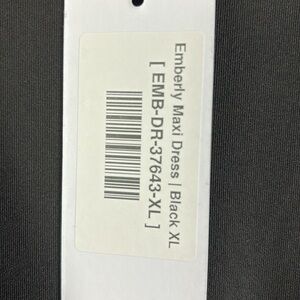 Emberly Maxi Dress | Black XL
[ EMB-DR-37643-XL ]